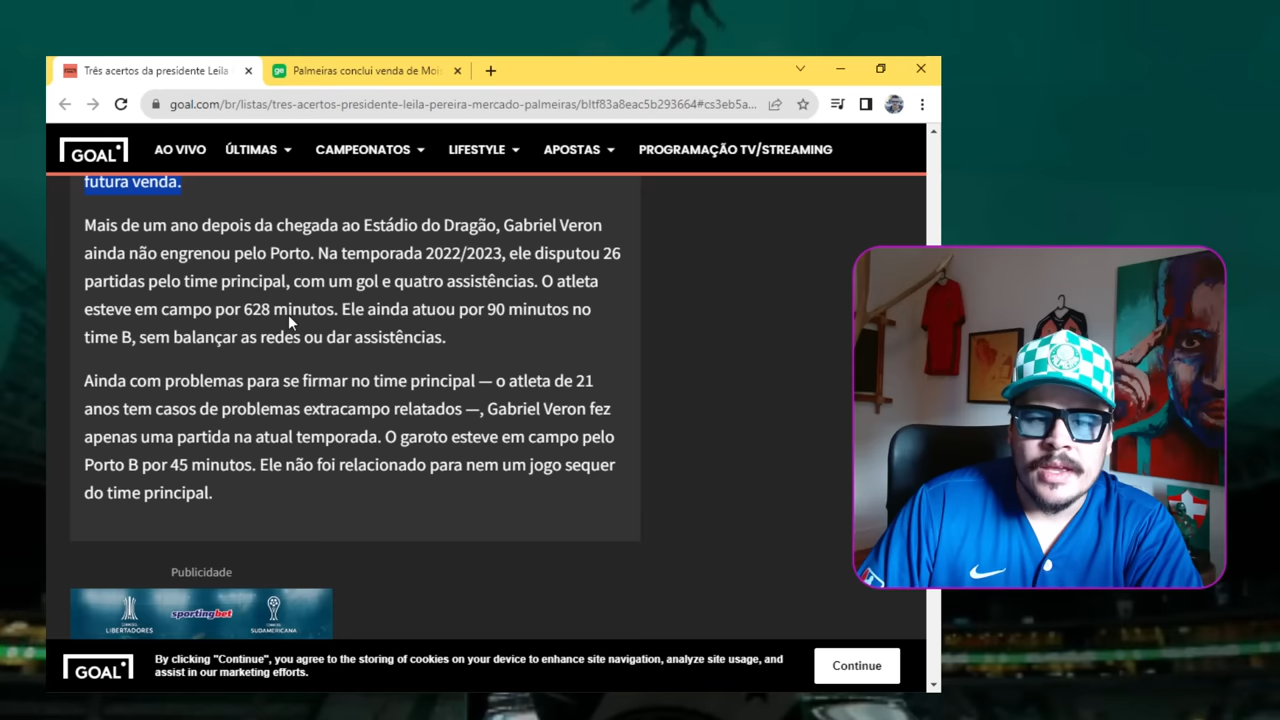 Três acertos da presidente Leila
ge
Palmeiras conclui venda de Moi
goal.com/br/listas/tres-acertos-presidente-leila-pereira-mercado-palmeiras/bltf83a8eac5b293664#cs3eb5a...
GOAL
AO VIVO
ÚLTIMAS
CAMPEONATOS
LIFESTYLE
APOSTAS
PROGRAMAÇÃO TV/STREAMING
futura venda.
Mais de um ano depois da chegada ao Estádio do Dragão, Gabriel Veron
ainda não engrenou pelo Porto. Na temporada 2022/2023, ele disputou 26
partidas pelo time principal, com um gol e quatro assistências. O atleta
esteve em campo por 628 minutos. Ele ainda atuou por 90 minutos no
time B, sem balançar as redes ou dar assistências.
Ainda com problemas para se firmar no time principal — o atleta de 21
anos tem casos de problemas extracampo relatados —, Gabriel Veron fez
apenas uma partida na atual temporada. O garoto esteve em campo pelo
Porto B por 45 minutos. Ele não foi relacionado para nem um jogo sequer
do time principal.
Publicidade
LIBERTADORES
sportingbet
SUDAMERICANA
GOAL
By clicking "Continue", you agree to the storing of cookies on your device to enhance site navigation, analyze site usage, and
assist in our marketing efforts.
Continue